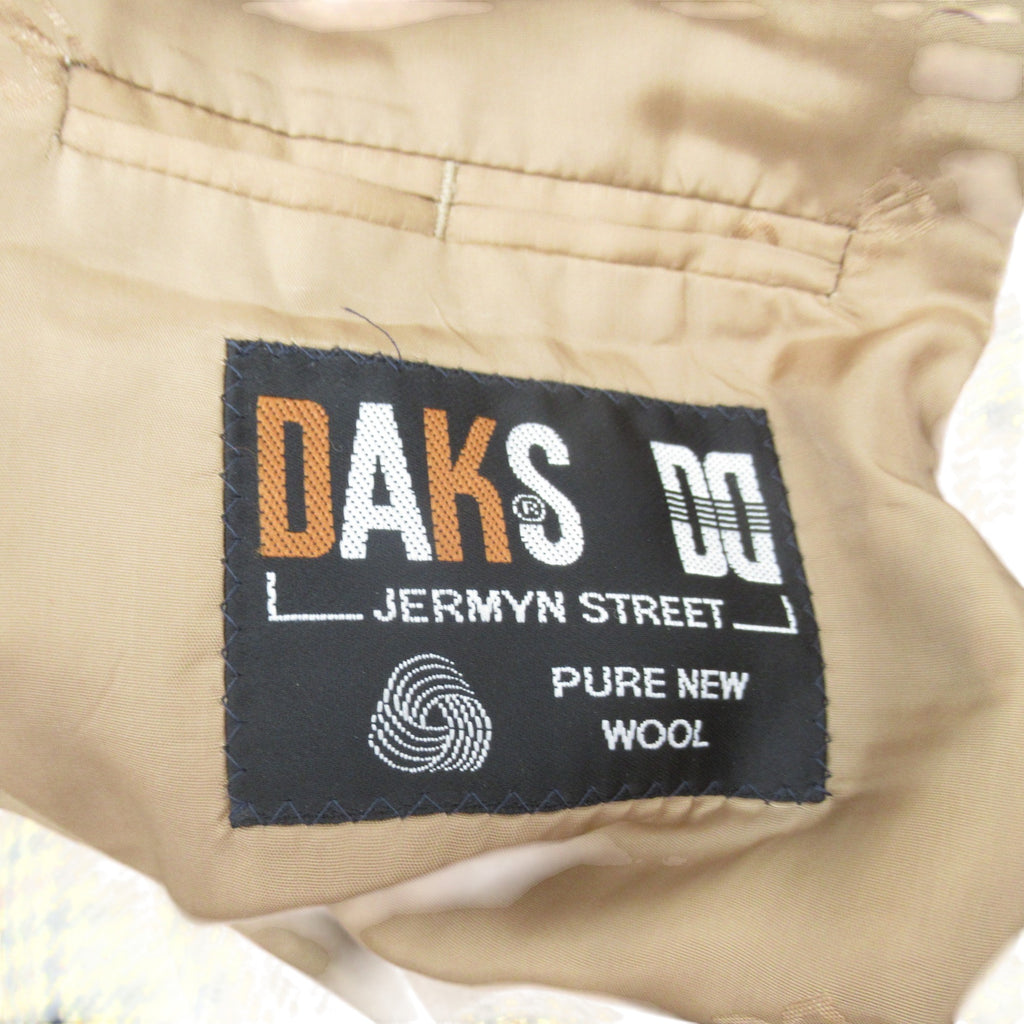 DAKS® DD
JERMYN STREET
PURE NEW
WOOL